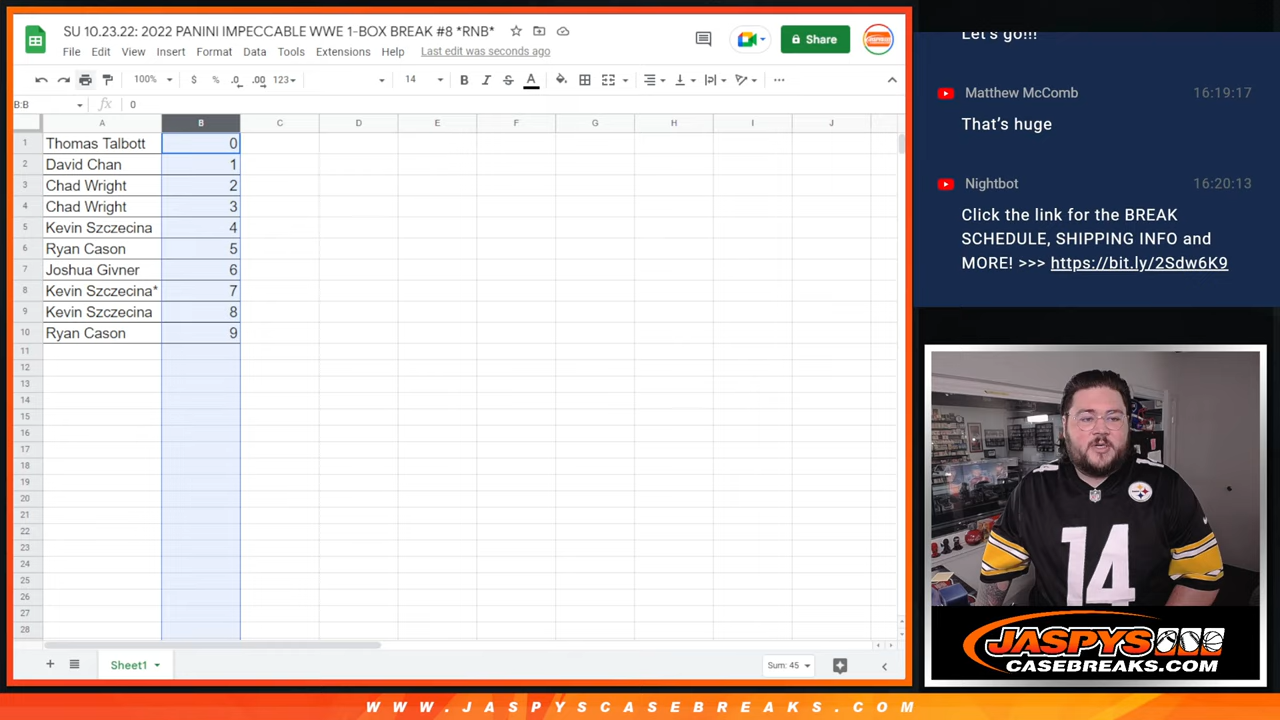 SU 10.23.22: 2022 PANINI IMPECCABLE WWE 1-BOX BREAK #8 *RNB*
File Edit View Insert Format Data Tools Extensions Help Last edit was seconds ago
Share
100% $ % .0 .00 123 14 B I S A
B:B fx 0
A B C D E F G H I J
1 Thomas Talbott 0
2 David Chan 1
3 Chad Wright 2
4 Chad Wright 3
5 Kevin Szczecina 4
6 Ryan Cason 5
7 Joshua Givner 6
8 Kevin Szczecina* 7
9 Kevin Szczecina 8
10 Ryan Cason 9
11
12
13
14
15
16
17
18
19
20
21
22
23
24
25
26
27
28
Sheet1
Sum: 45
Let's go!!!
Matthew McComb 16:19:17
That's huge
Nightbot 16:20:13
Click the link for the BREAK
SCHEDULE, SHIPPING INFO and
MORE! >>> https://bit.ly/2Sdw6K9
14
JASPYS
CASEBREAKS.COM
WWW.JASPYSCASEBREAKS.COM